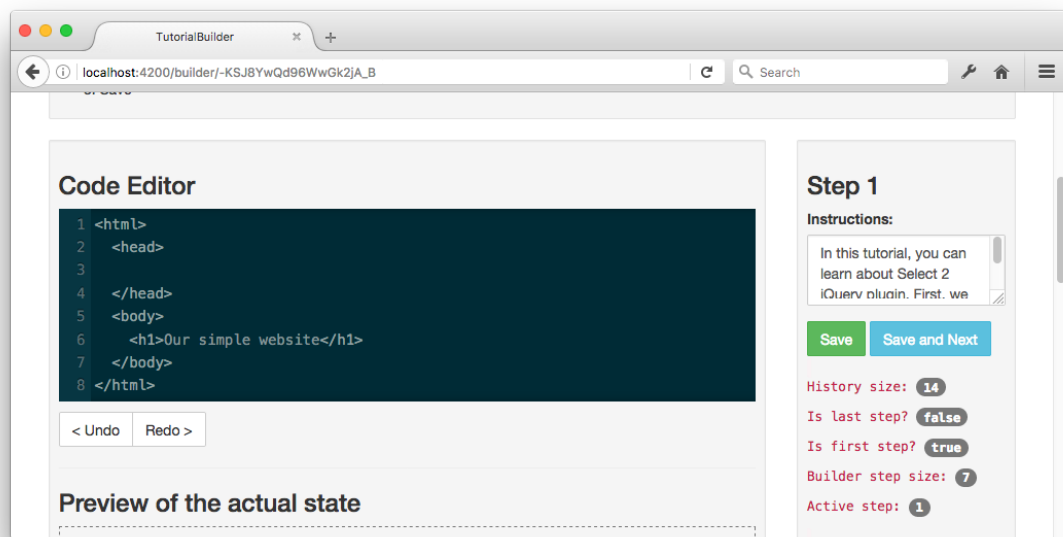 TutorialBuilder
localhost:4200/builder/-KSJ8YwQd96WwGk2jA_B
Search
Save
Code Editor
1 <html>
2   <head>
3
4   </head>
5   <body>
6     <h1>Our simple website</h1>
7   </body>
8 </html>
< Undo
Redo >
Preview of the actual state
Step 1
Instructions:
In this tutorial, you can
learn about Select 2
jQuery plugin. First, we
Save
Save and Next
History size: 14
Is last step? false
Is first step? true
Builder step size: 7
Active step: 1